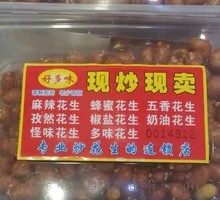 好多味
现炒现卖
麻辣花生 蜂蜜花生 五香花生
孜然花生 椒盐花生 奶油花生
怪味花生 多味花生 0014928
专业炒花生的连锁店